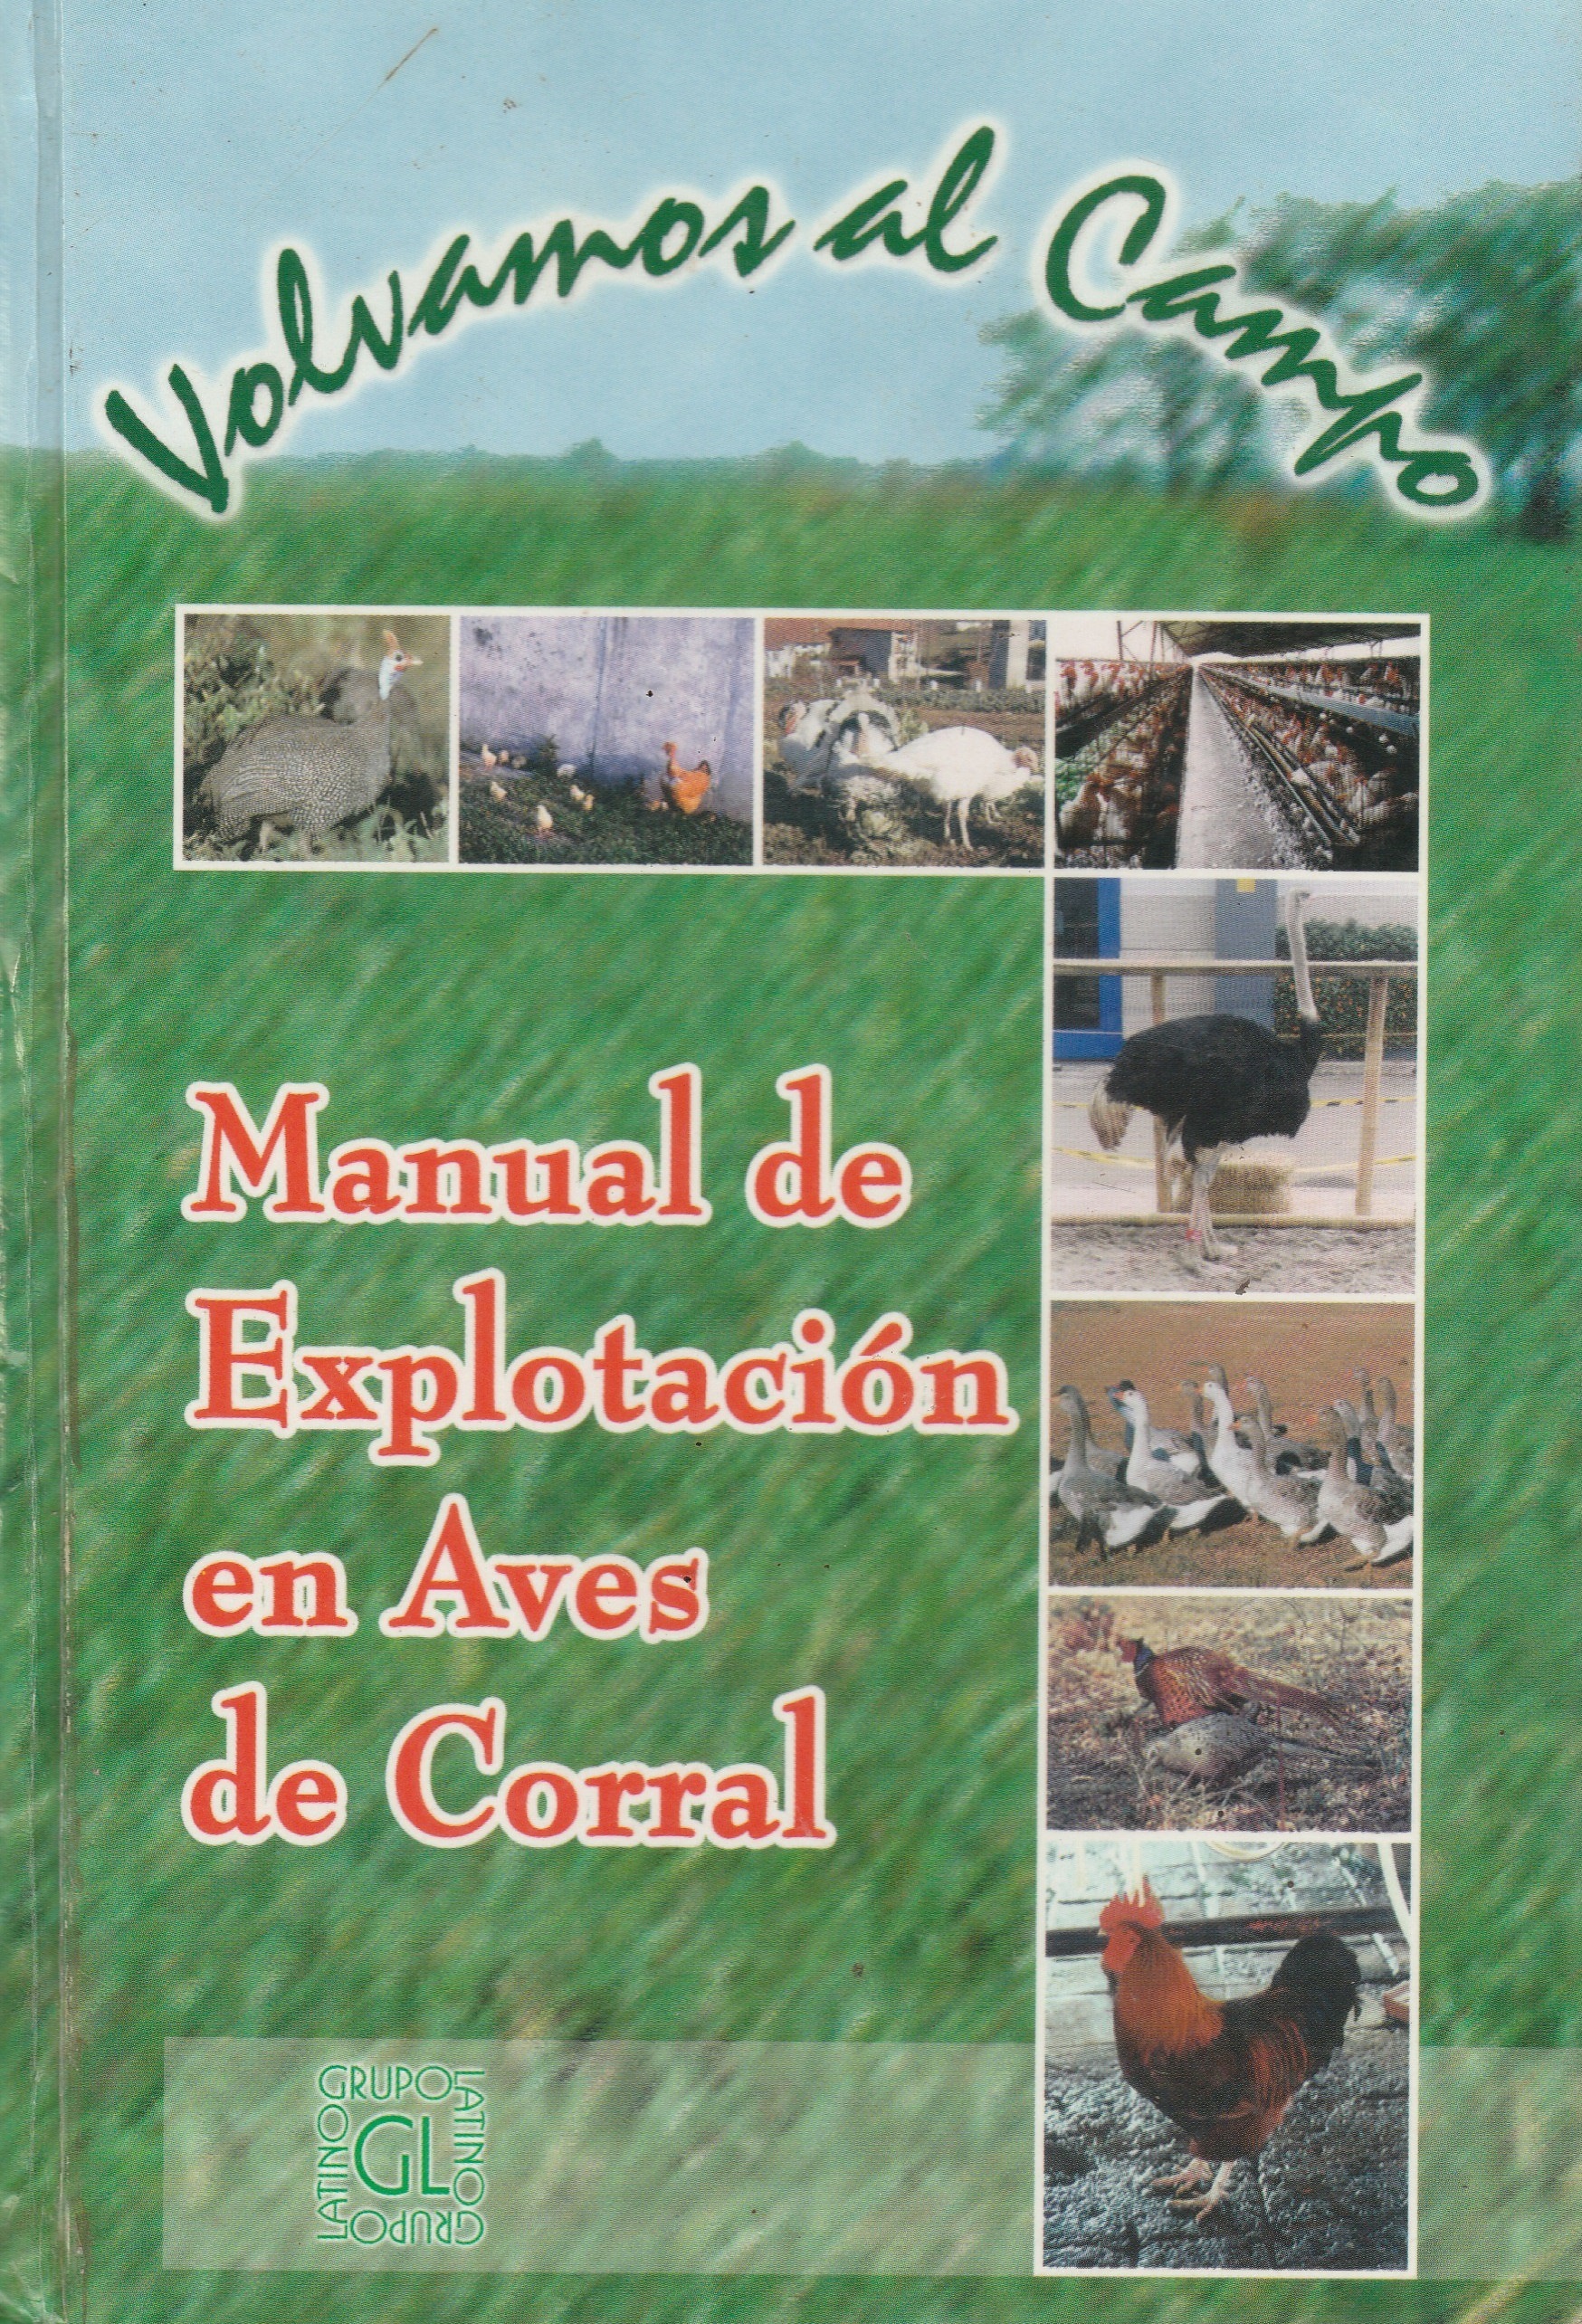 Volvamos al Campo
Manual de
Explotación
en Aves
de Corral
GRUPO
LATINO
GL
LATINO
GRUPO